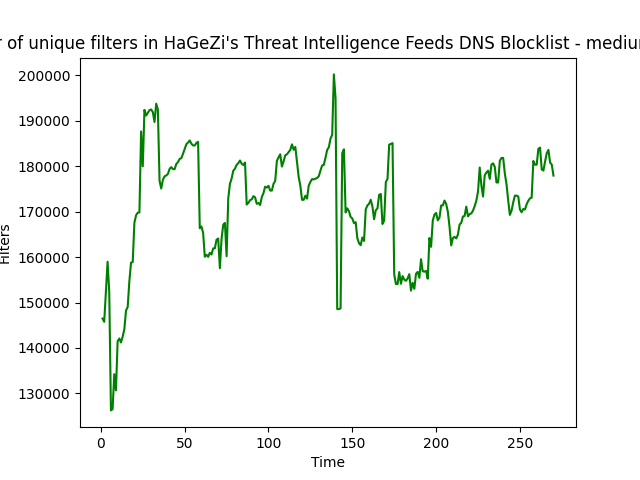 r of unique filters in HaGeZi's Threat Intelligence Feeds DNS Blocklist - mediu
200000
190000
180000
170000
160000
150000
140000
130000
Filters
0 50 100 150 200 250
Time